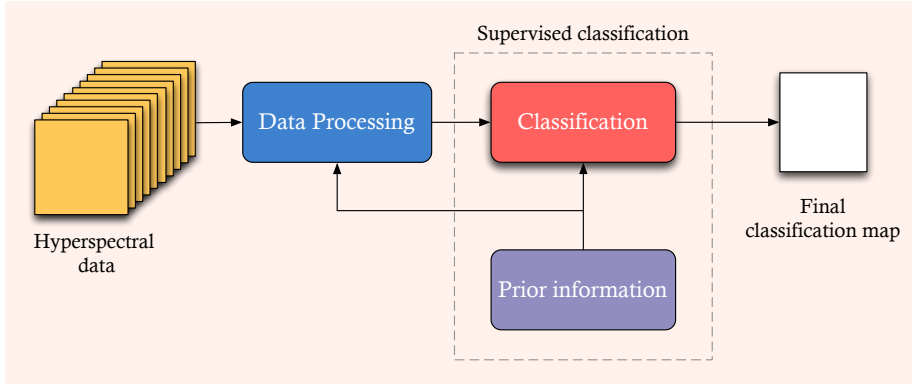 Supervised classification
Data Processing
Classification
Hyperspectral
data
Prior information
Final
classification map